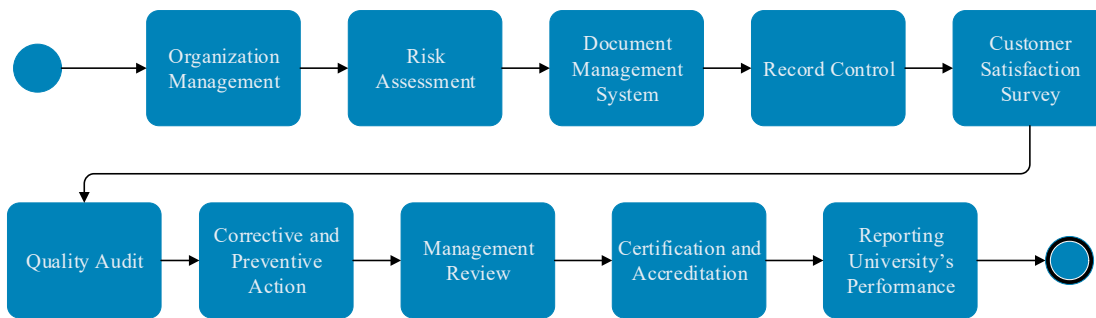 Organization
Management
Risk
Assessment
Document
Management
System
Record Control
Customer
Satisfaction
Survey
Quality Audit
Corrective and
Preventive
Action
Management
Review
Certification and
Accreditation
Reporting
University’s
Performance